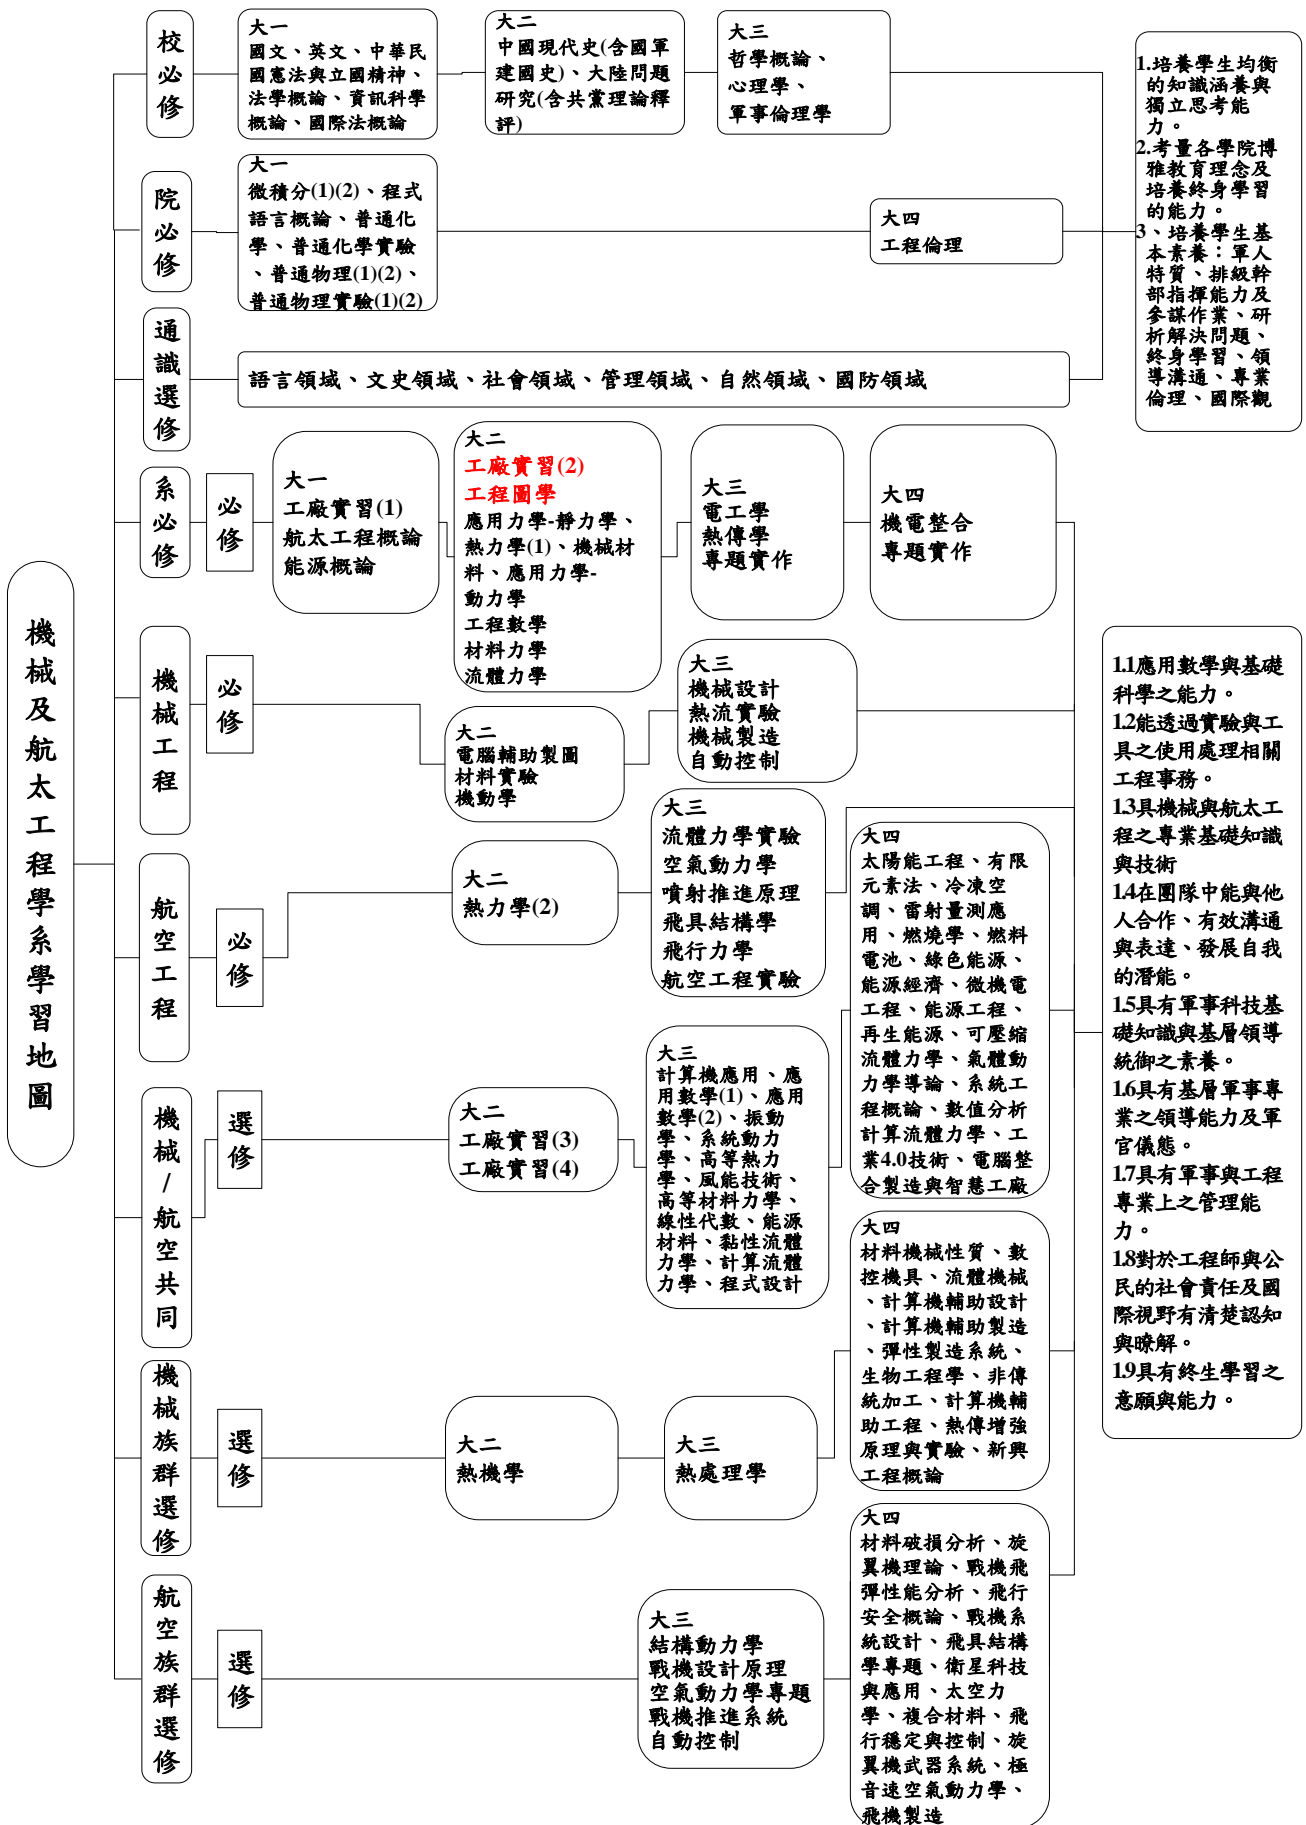 機械及航太工程學系學習地圖
校必修
大一
國文、英文、中華民
國憲法與立國精神、
法學概論、資訊科學
概論、國際法概論
大二
中國現代史(含國軍
建國史)、大陸問題
研究(含共黨理論釋
評)
大三
哲學概論、
心理學、
軍事倫理學
1.培養學生均衡
的知識涵養與
獨立思考能
力。
2.考量各學院博
雅教育理念及
培養終身學習
的能力。
3、培養學生基
本素養：軍人
特質、排級幹
部指揮能力及
參謀作業、研
析解決問題、
終身學習、領
導溝通、專業
倫理、國際觀
院必修
大一
微積分(1)(2)、程式
語言概論、普通化
學、普通化學實驗
、普通物理(1)(2)、
普通物理實驗(1)(2)
大四
工程倫理
通識選修
語言領域、文史領域、社會領域、管理領域、自然領域、國防領域
系必修
必修
大一
工廠實習(1)
航太工程概論
能源概論
大二
工廠實習(2)
工程圖學
應用力學-靜力學、
熱力學(1)、機械材
料、應用力學-
動力學
工程數學
材料力學
流體力學
大三
電工學
熱傳學
專題實作
大四
機電整合
專題實作
機械工程
必修
大二
電腦輔助製圖
材料實驗
機動學
大三
機械設計
熱流實驗
機械製造
自動控制
航空工程
必修
大二
熱力學(2)
大三
流體力學實驗
空氣動力學
噴射推進原理
飛具結構學
飛行力學
航空工程實驗
機械/航空共同
選修
大二
工廠實習(3)
工廠實習(4)
大三
計算機應用、應
用數學(1)、應用
數學(2)、振動
學、系統動力
學、高等熱力
學、風能技術、
高等材料力學、
線性代數、能源
材料、黏性流體
力學、計算流體
力學、程式設計
大四
太陽能工程、有限
元素法、冷凍空
調、雷射量測應
用、燃燒學、燃料
電池、綠色能源、
能源經濟、微機電
工程、能源工程、
再生能源、可壓縮
流體力學、氣體動
力學導論、系統工
程概論、數值分析
計算流體力學、工
業4.0技術、電腦整
合製造與智慧工廠
機械族群選修
選修
大二
熱機學
大三
熱處理學
大四
材料機械性質、數
控機具、流體機械
、計算機輔助設計
、計算機輔助製造
、彈性製造系統、
生物工程學、非傳
統加工、計算機輔
助工程、熱傳增強
原理與實驗、新興
工程概論
航空族群選修
選修
大三
結構動力學
戰機設計原理
空氣動力學專題
戰機推進系統
自動控制
大四
材料破損分析、旋
翼機理論、戰機飛
彈性能分析、飛行
安全概論、戰機系
統設計、飛具結構
學專題、衛星科技
與應用、太空力
學、複合材料、飛
行穩定與控制、旋
翼機武器系統、極
音速空氣動力學、
飛機製造
1.1應用數學與基礎
科學之能力。
1.2能透過實驗與工
具之使用處理相關
工程事務。
1.3具機械與航太工
程之專業基礎知識
與技術
1.4在團隊中能與他
人合作、有效溝通
與表達、發展自我
的潛能。
1.5具有軍事科技基
礎知識與基層領導
統御之素養。
1.6具有基層軍事專
業之領導能力及軍
官儀態。
1.7具有軍事與工程
專業上之管理能
力。
1.8對於工程師與公
民的社會責任及國
際視野有清楚認知
與瞭解。
1.9具有終生學習之
意願與能力。